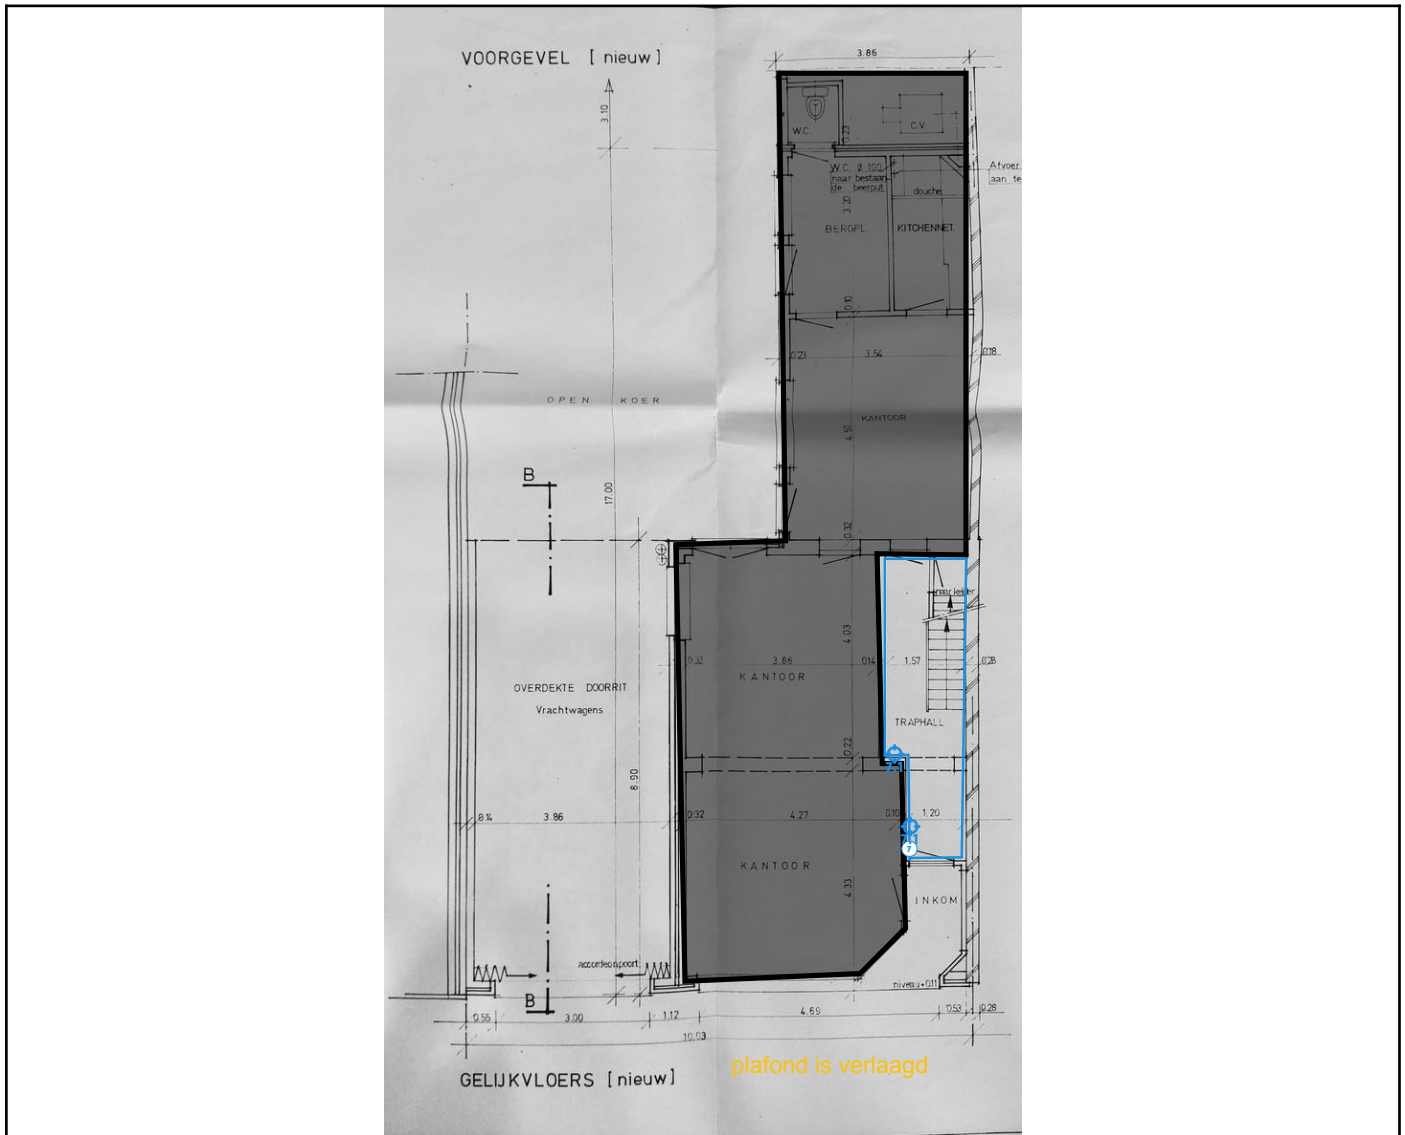 VOORGEVEL [ nieuw ]
3.86
3.10
W.C.
0.23
C.V.
W.C. Ø 100
naar bestaan
de beerput
Afvoer
aan te
douche
3.20
BERGPL.
KITCHENNET
0.10
0.23
3.54
0.18
OPEN KOER
KANTOOR
4.50
B
17.00
0.32
naar kelder
4.03
0.32
3.86
0.14
1.57
0.28
KANTOOR
OVERDEKTE DOORRIT
Vrachtwagens
TRAPHALL
0.22
8.90
0.14
3.86
0.32
4.27
0.10
1.20
7
KANTOOR
4.33
INKOM
accordeonpoort
niveau+0.11
B
0.55
3.00
1.12
4.69
0.53
0.28
10.03
plafond is verlaagd
GELIJKVLOERS [ nieuw ]